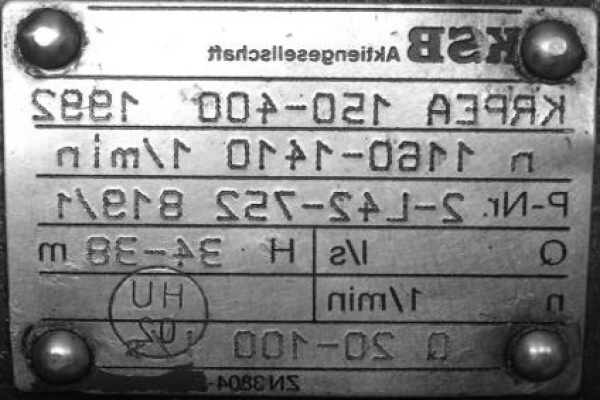 KSB Aktiengesellschaft
KRPEA 150-400 1992
n 1160-1410 1/min
P-Nr. 2-L42-752 819/1
Q l/s H 34-38 m
n 1/min HU
Q 20-100
ZN3804-